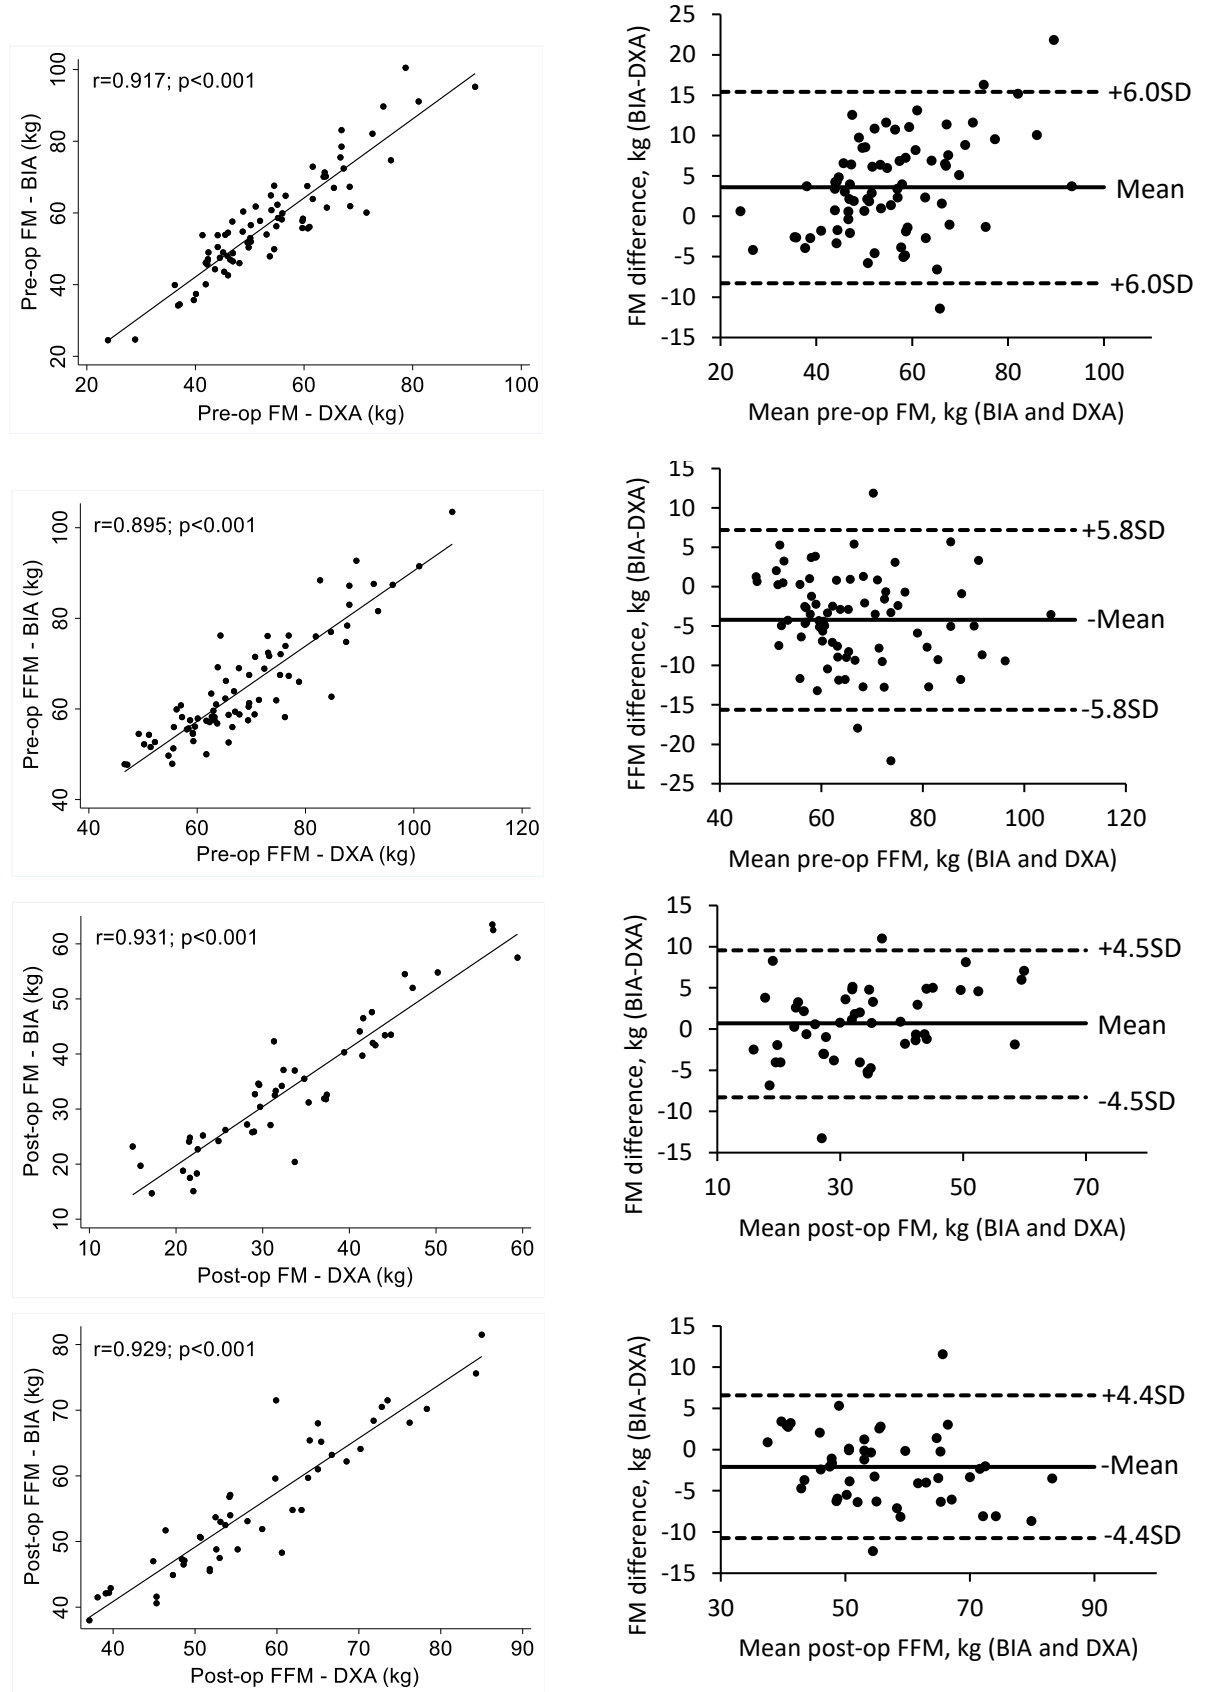 r=0.917; p<0.001
Pre-op FM - BIA (kg)
100
80
60
40
20
20 40 60 80 100
Pre-op FM - DXA (kg)
FM difference, kg (BIA-DXA)
25
20
15
10
5
0
-5
-10
-15
+6.0SD
Mean
+6.0SD
20 40 60 80 100
Mean pre-op FM, kg (BIA and DXA)
r=0.895; p<0.001
Pre-op FFM - BIA (kg)
100
80
60
40
40 60 80 100 120
Pre-op FFM - DXA (kg)
FFM difference, kg (BIA-DXA)
15
10
5
0
-5
-10
-15
-20
-25
+5.8SD
-Mean
-5.8SD
40 60 80 100 120
Mean pre-op FFM, kg (BIA and DXA)
r=0.931; p<0.001
Post-op FM - BIA (kg)
60
50
40
30
20
10
10 20 30 40 50 60
Post-op FM - DXA (kg)
FM difference, kg (BIA-DXA)
15
10
5
0
-5
-10
-15
+4.5SD
Mean
-4.5SD
10 30 50 70
Mean post-op FM, kg (BIA and DXA)
r=0.929; p<0.001
Post-op FFM - BIA (kg)
80
70
60
50
40
40 50 60 70 80 90
Post-op FFM - DXA (kg)
FM difference, kg (BIA-DXA)
15
10
5
0
-5
-10
-15
+4.4SD
-Mean
-4.4SD
30 50 70 90
Mean post-op FFM, kg (BIA and DXA)